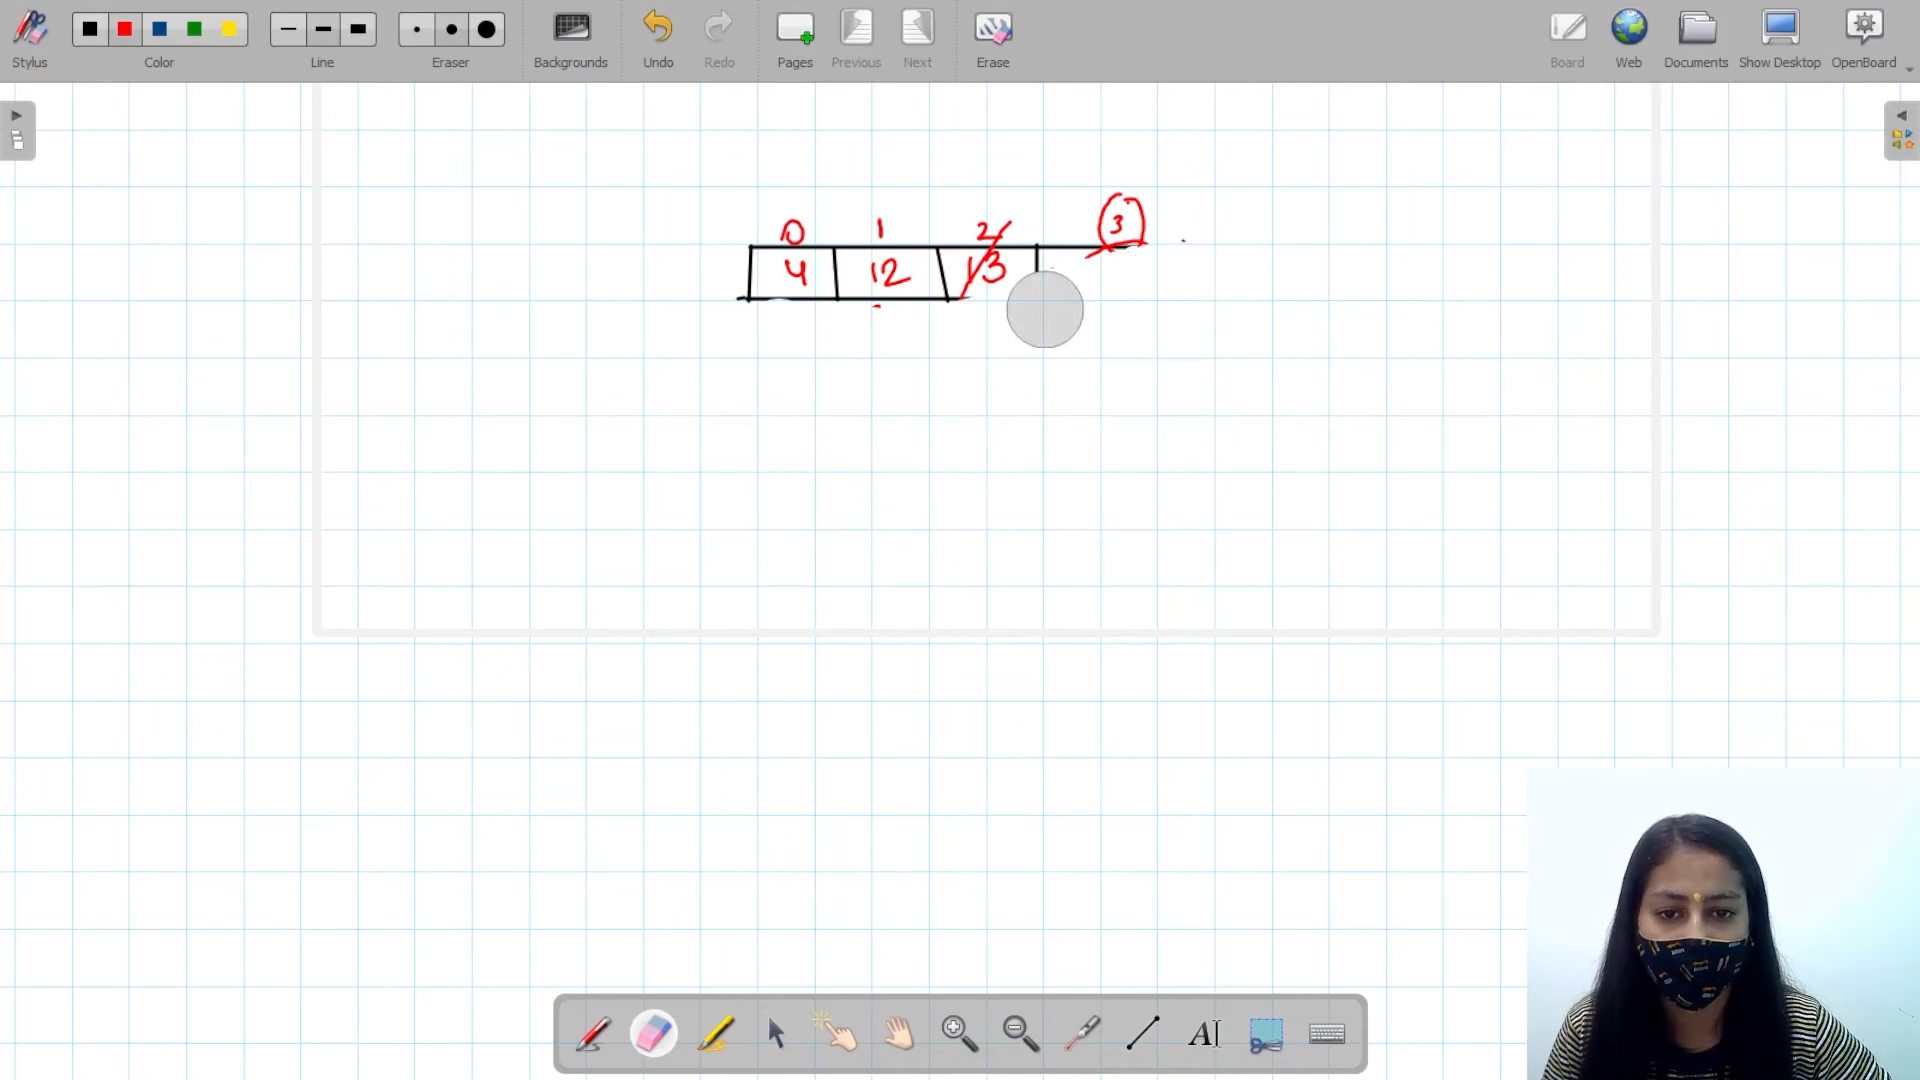 Stylus Color Line Eraser Backgrounds Undo Redo Pages Previous Next Erase Board Web Documents Show Desktop OpenBoard
0 1 2 3
4 12 13
A